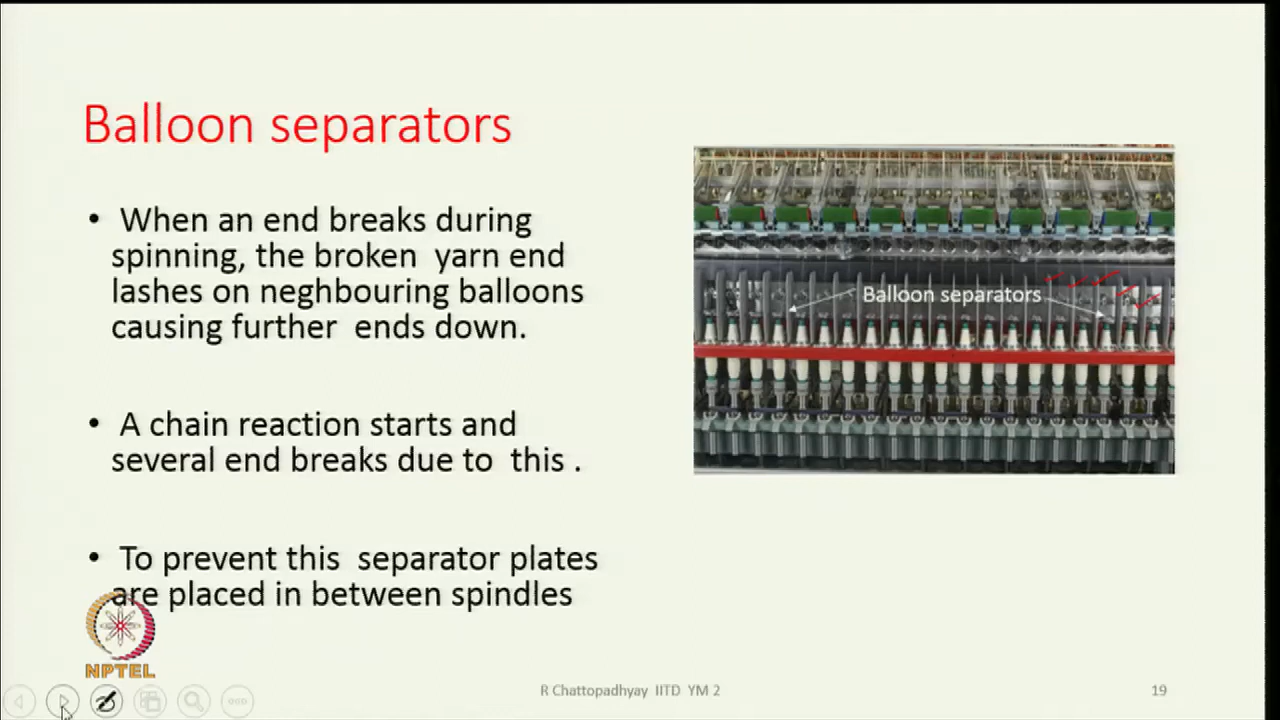 Balloon separators
• When an end breaks during
spinning, the broken yarn end
lashes on neghbouring balloons
causing further ends down.
• A chain reaction starts and
several end breaks due to this .
• To prevent this separator plates
are placed in between spindles
Balloon separators
NPTEL
R Chattopadhyay IITD YM 2
19